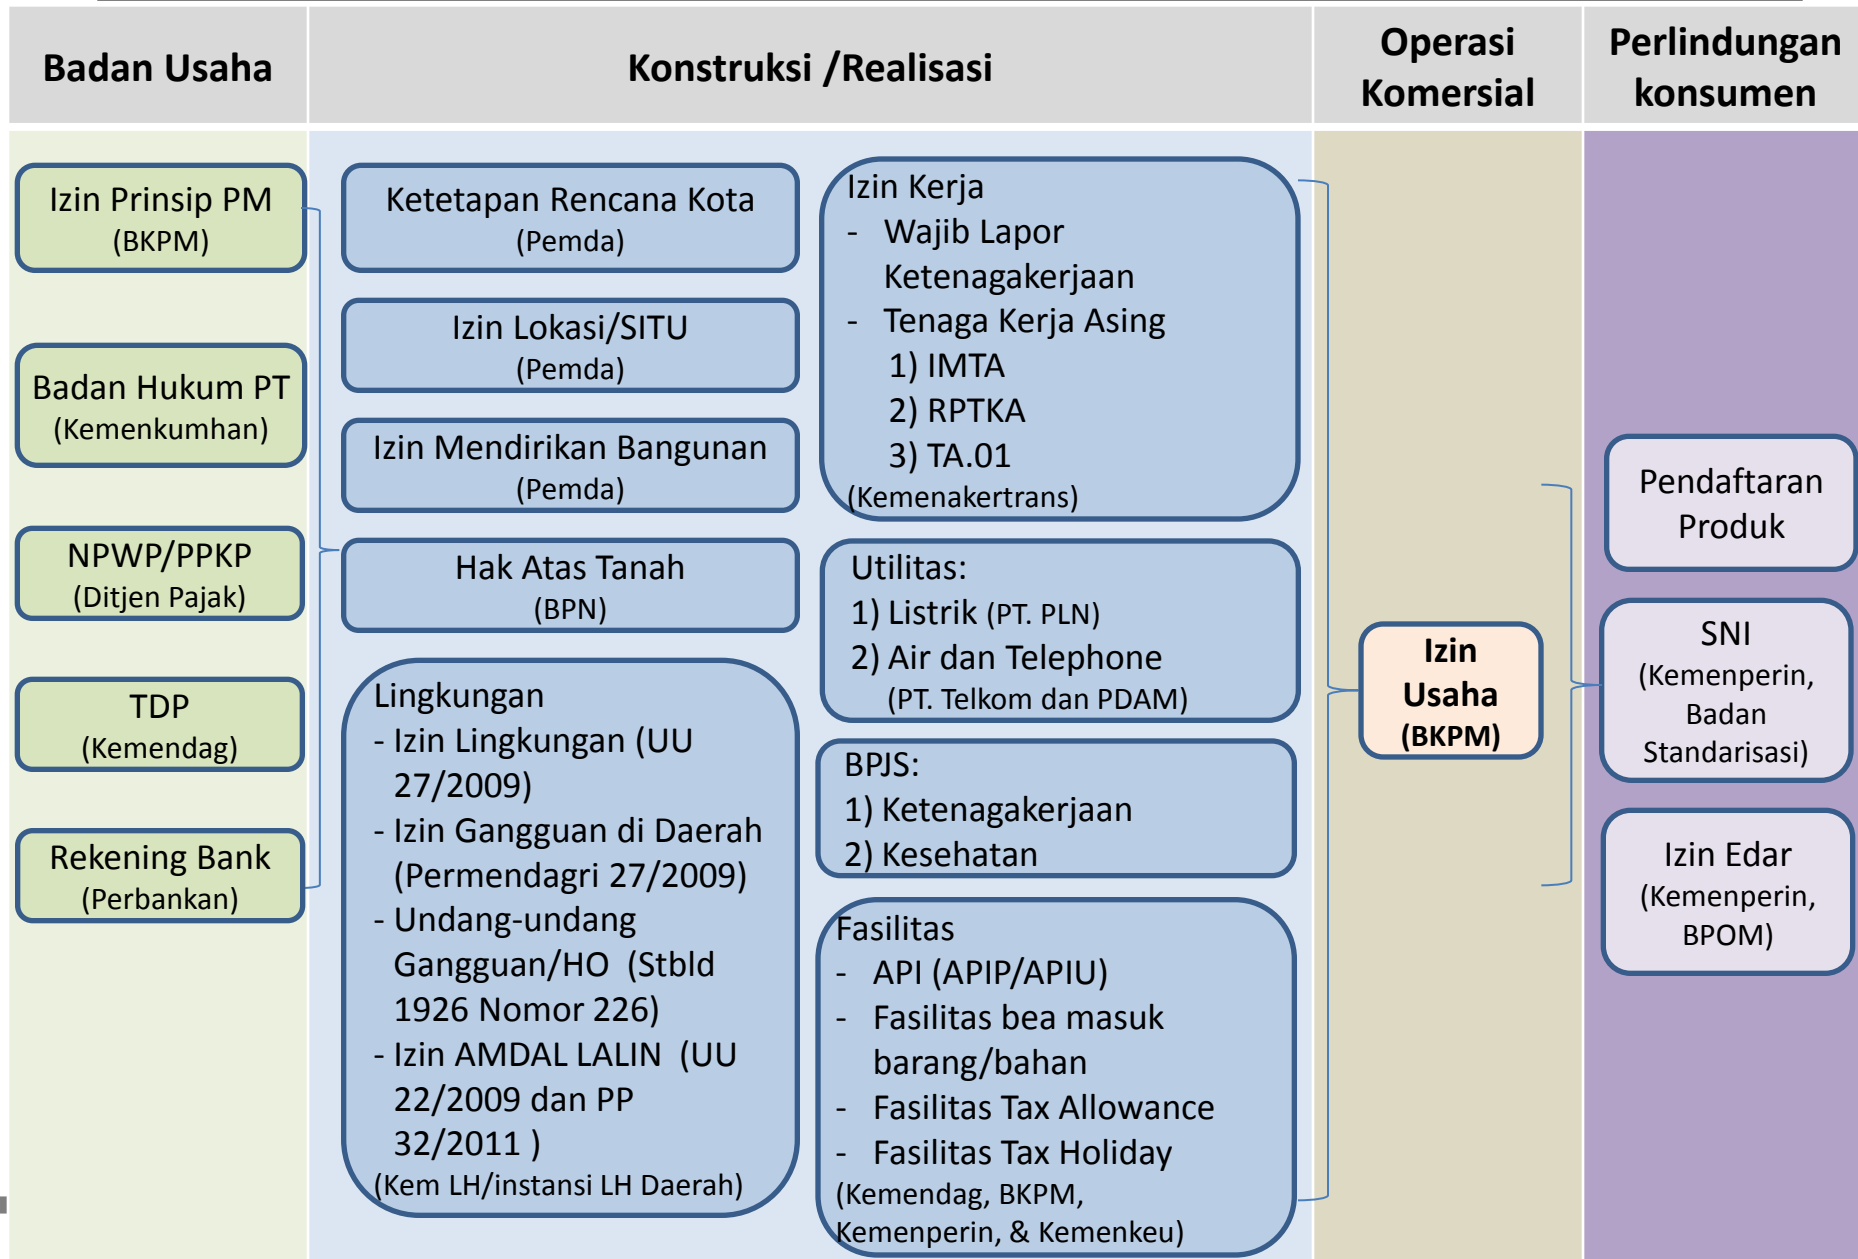 Badan Usaha
Konstruksi /Realisasi
Operasi
Komersial
Perlindungan
konsumen
Izin Prinsip PM
(BKPM)
Badan Hukum PT
(Kemenkumhan)
NPWP/PPKP
(Ditjen Pajak)
TDP
(Kemendag)
Rekening Bank
(Perbankan)
Ketetapan Rencana Kota
(Pemda)
Izin Lokasi/SITU
(Pemda)
Izin Mendirikan Bangunan
(Pemda)
Hak Atas Tanah
(BPN)
Lingkungan
- Izin Lingkungan (UU
27/2009)
- Izin Gangguan di Daerah
(Permendagri 27/2009)
- Undang-undang
Gangguan/HO (Stbld
1926 Nomor 226)
- Izin AMDAL LALIN (UU
22/2009 dan PP
32/2011 )
(Kem LH/instansi LH Daerah)
Izin Kerja
- Wajib Lapor
Ketenagakerjaan
- Tenaga Kerja Asing
1) IMTA
2) RPTKA
3) TA.01
(Kemenakertrans)
Utilitas:
1) Listrik (PT. PLN)
2) Air dan Telephone
(PT. Telkom dan PDAM)
BPJS:
1) Ketenagakerjaan
2) Kesehatan
Fasilitas
- API (APIP/APIU)
- Fasilitas bea masuk
barang/bahan
- Fasilitas Tax Allowance
- Fasilitas Tax Holiday
(Kemendag, BKPM,
Kemenperin, & Kemenkeu)
Izin
Usaha
(BKPM)
Pendaftaran
Produk
SNI
(Kemenperin,
Badan
Standarisasi)
Izin Edar
(Kemenperin,
BPOM)